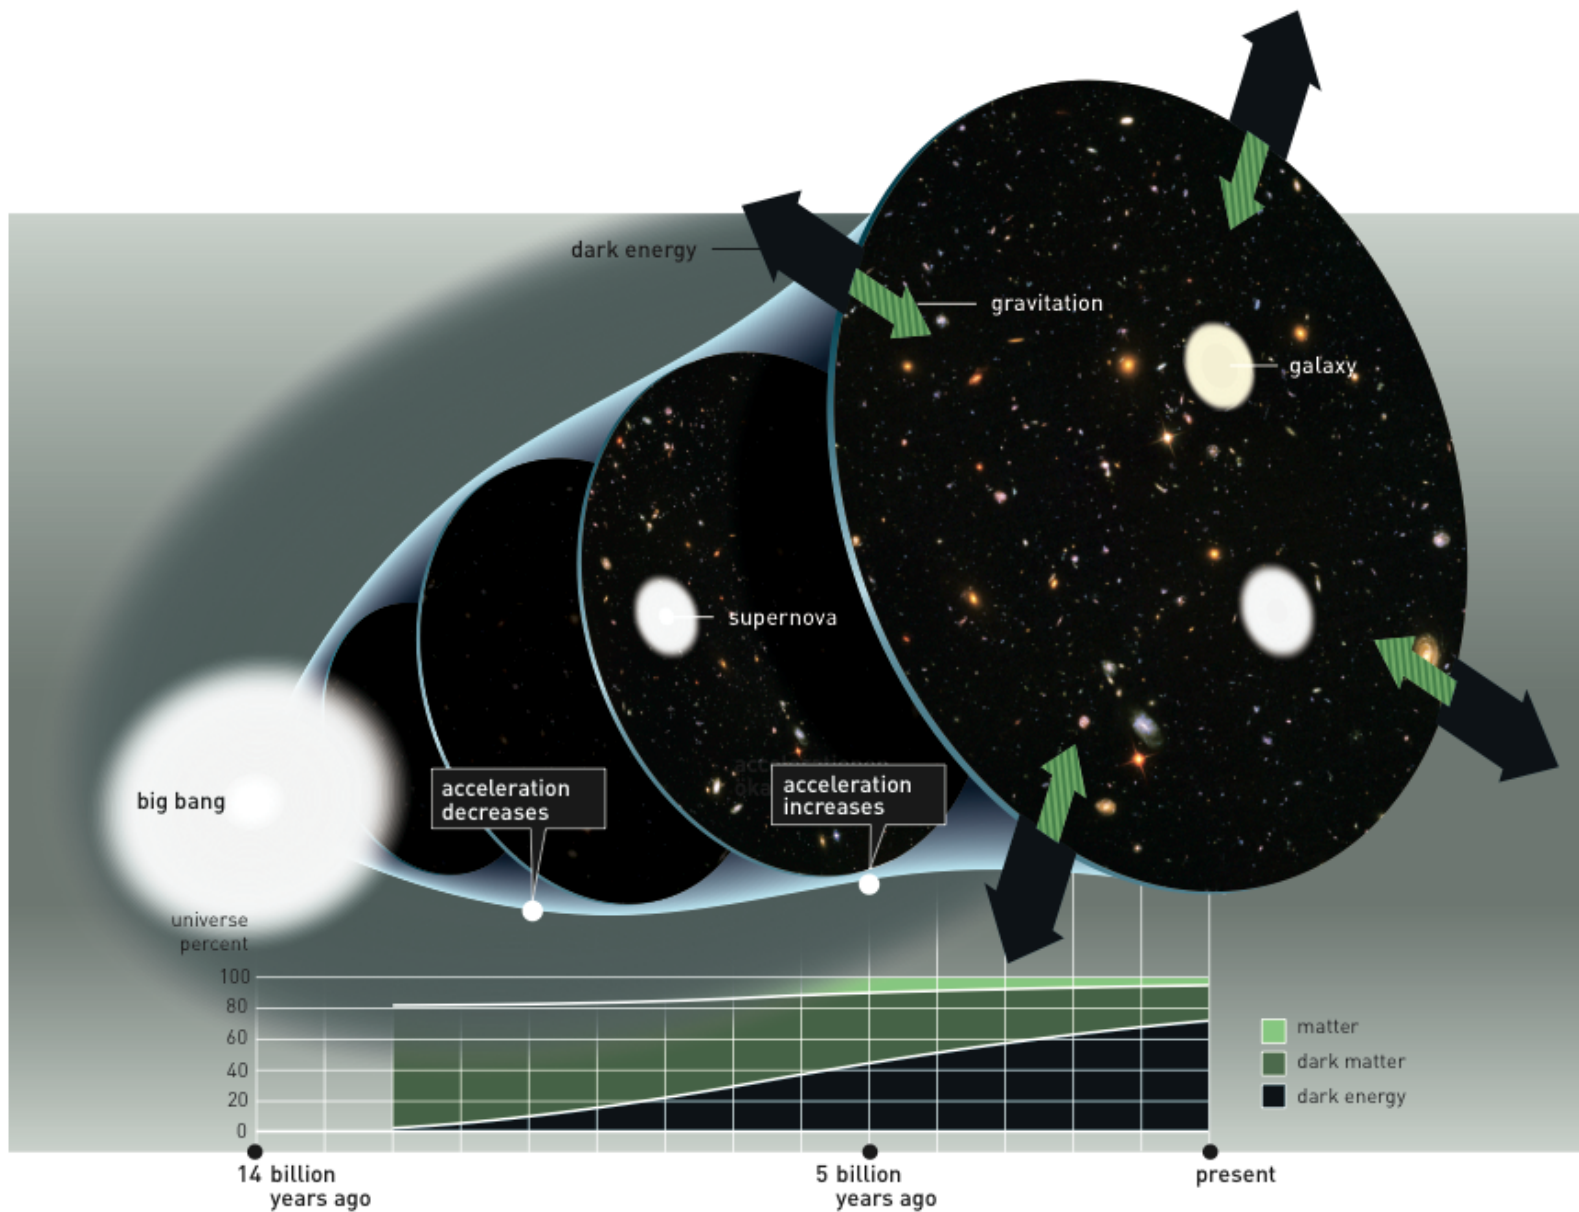 dark energy
gravitation
galaxy
supernova
big bang
acceleration
decreases
acceleration
increases
universe
percent
100
80
60
40
20
0
matter
dark matter
dark energy
14 billion
years ago
5 billion
years ago
present